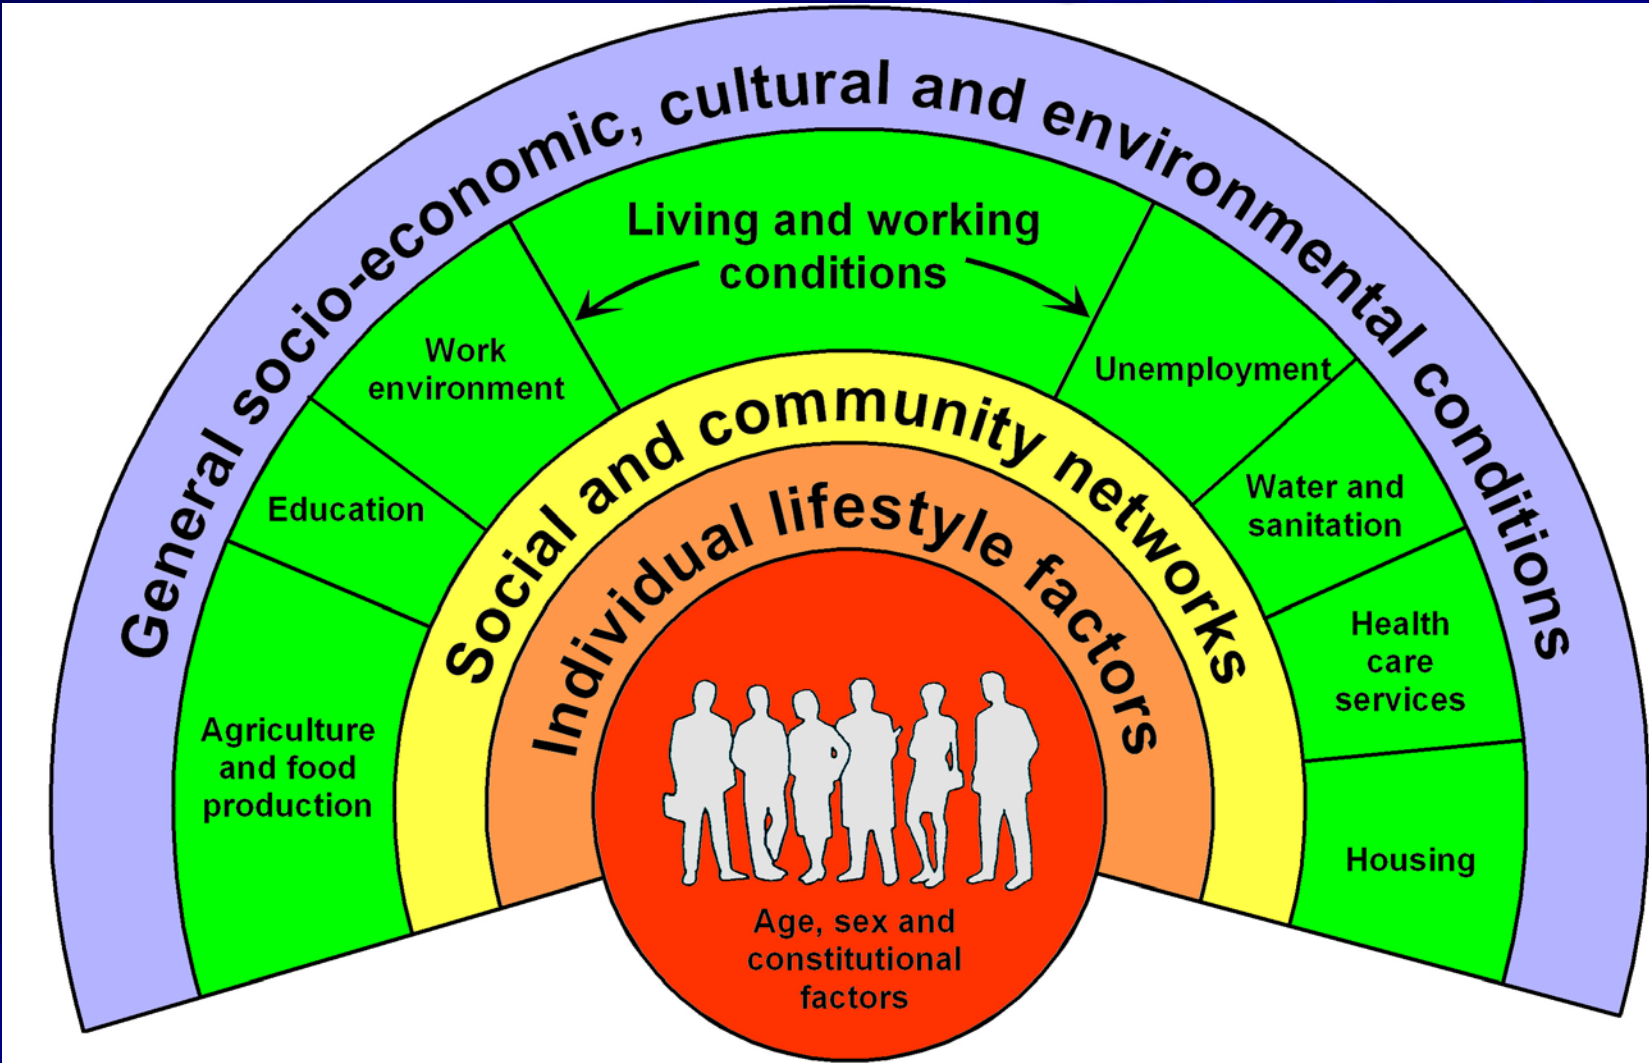 General socio-economic, cultural and environmental conditions
Living and working
conditions
Work
environment
Unemployment
Education
Water and
sanitation
Agriculture
and food
production
Health
care
services
Housing
Social and community networks
Individual lifestyle factors
Age, sex and
constitutional
factors